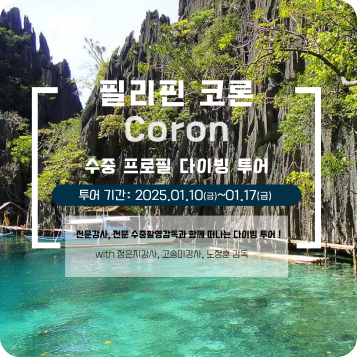 필리핀 코론
Coron
수중 프로필 다이빙 투어
투어 기간: 2025.01.10(금)~01.17(금)
전문강사, 전문 수중촬영감독과 함께 떠나는 다이빙 투어!
with 정은지강사, 고송미강사, 노정훈 감독